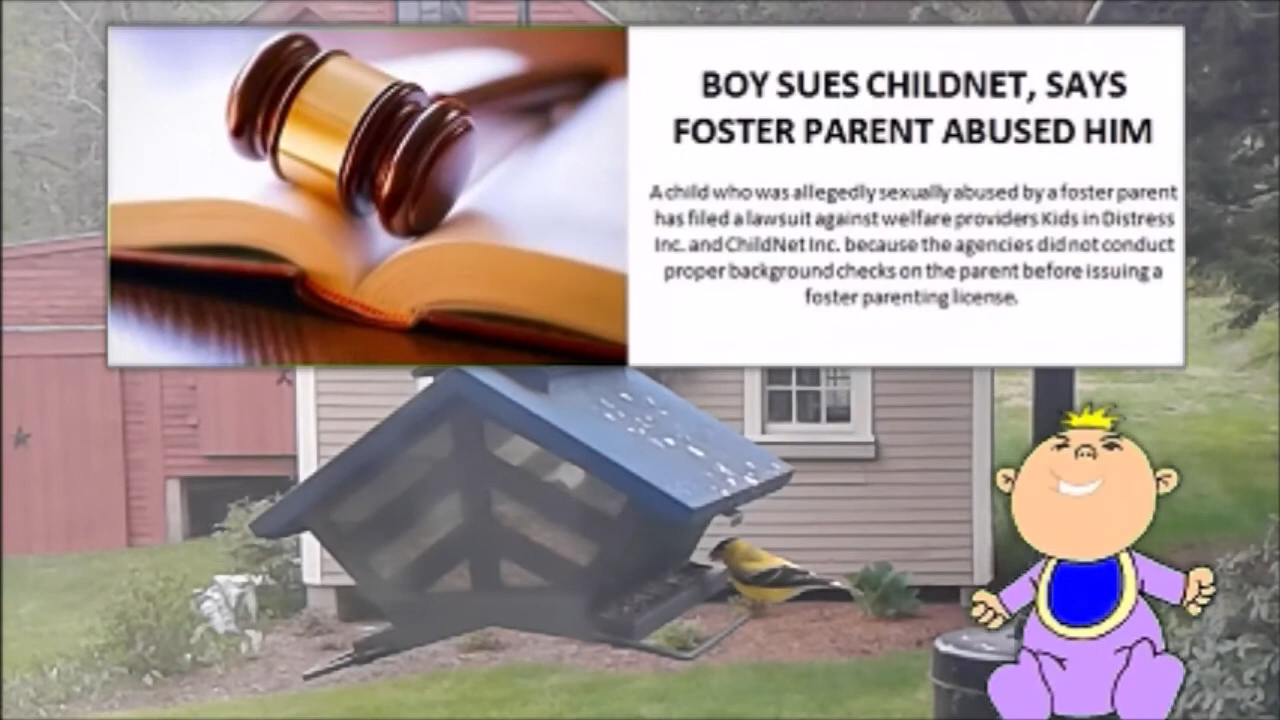 BOY SUES CHILDNET, SAYS
FOSTER PARENT ABUSED HIM
A child who was allegedly sexually abused by a foster parent
has filed a lawsuit against welfare providers Kids in Distress
Inc. and ChildNet Inc. because the agencies did not conduct
proper background checks on the parent before issuing a
foster parenting license.